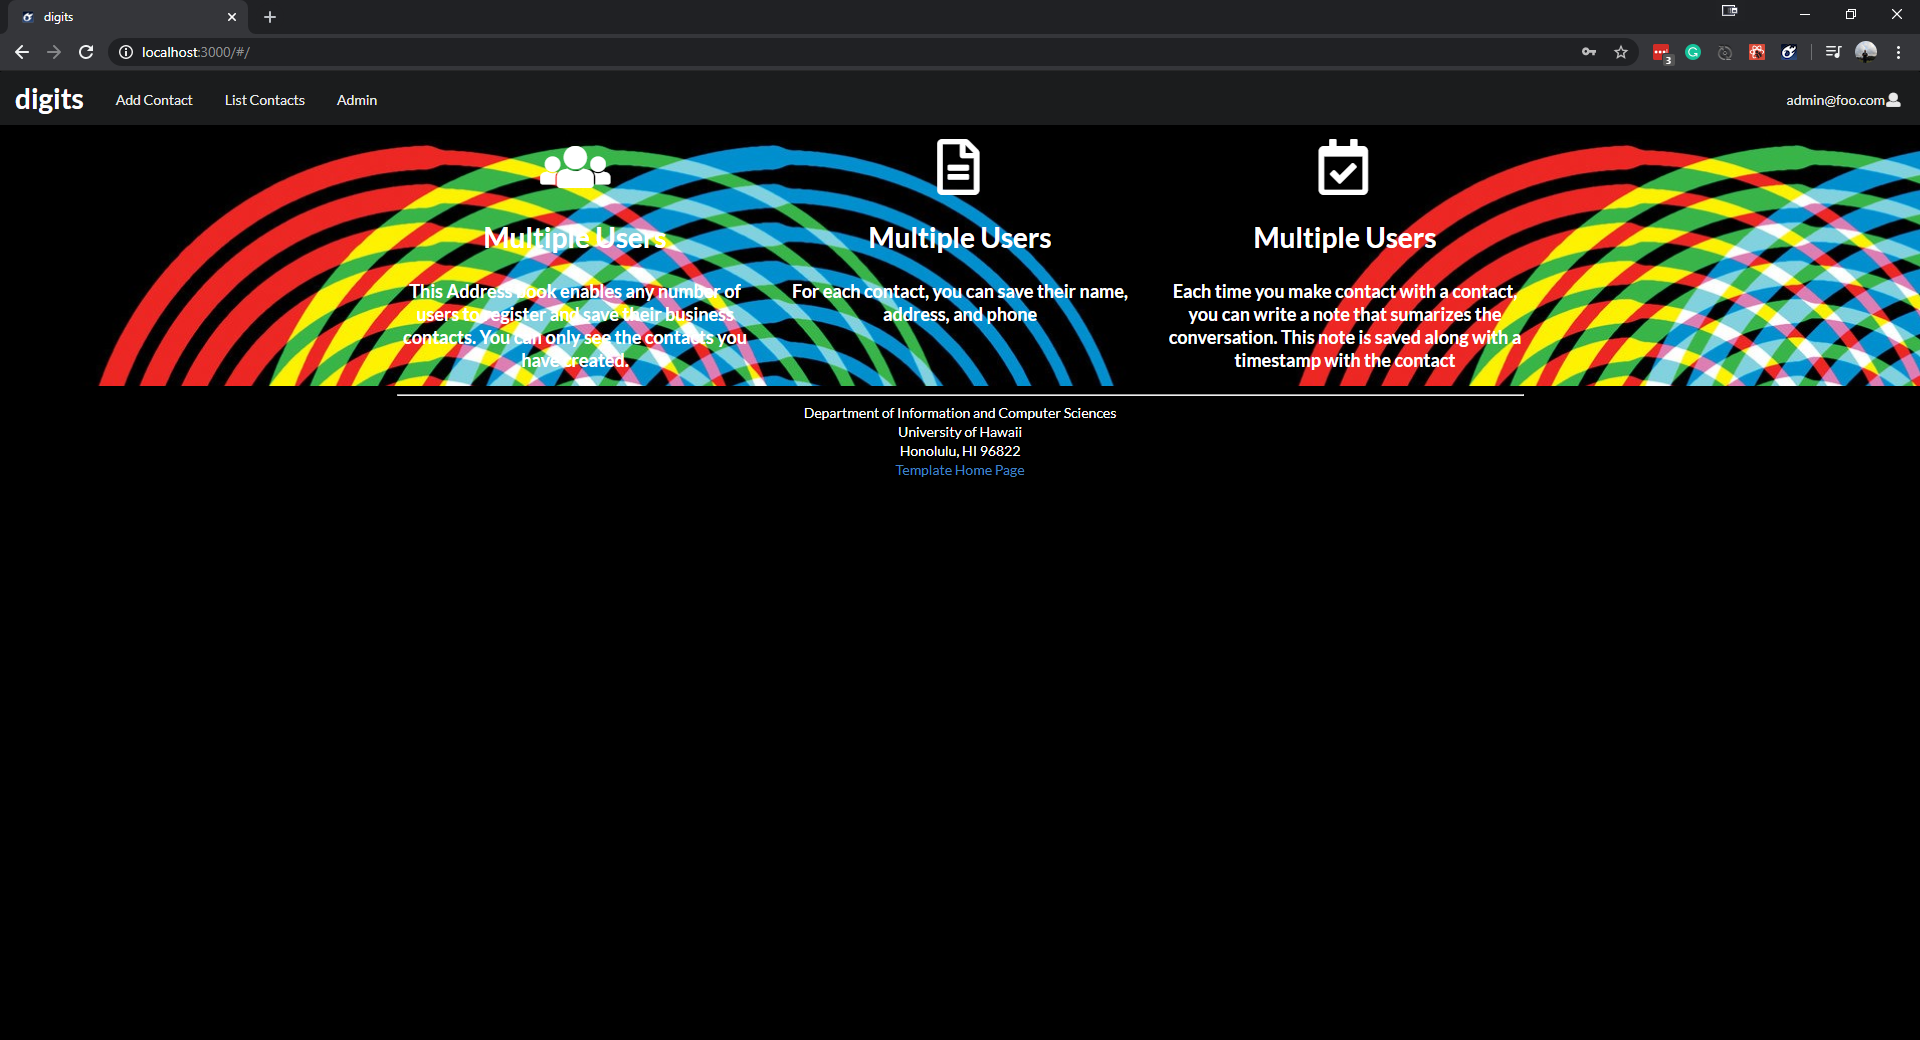 digits
localhost:3000/#/
3
digits
Add Contact
List Contacts
Admin
admin@foo.com
Multiple Users
This Address Book enables any number of
users to register and save their business
contacts. You can only see the contacts you
have created.
Multiple Users
For each contact, you can save their name,
address, and phone
Multiple Users
Each time you make contact with a contact,
you can write a note that sumarizes the
conversation. This note is saved along with a
timestamp with the contact
Department of Information and Computer Sciences
University of Hawaii
Honolulu, HI 96822
Template Home Page